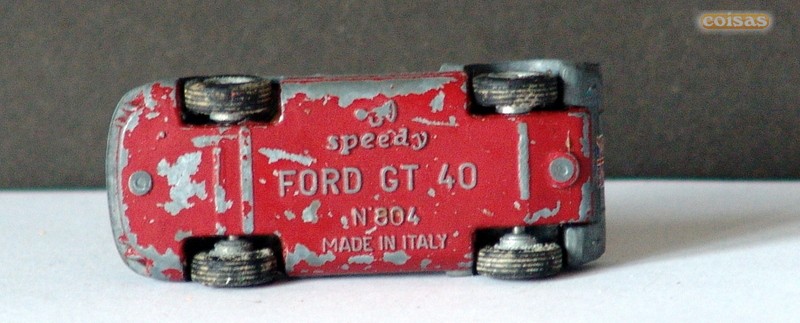 coisas
speedy
FORD GT 40
N°804
MADE IN ITALY